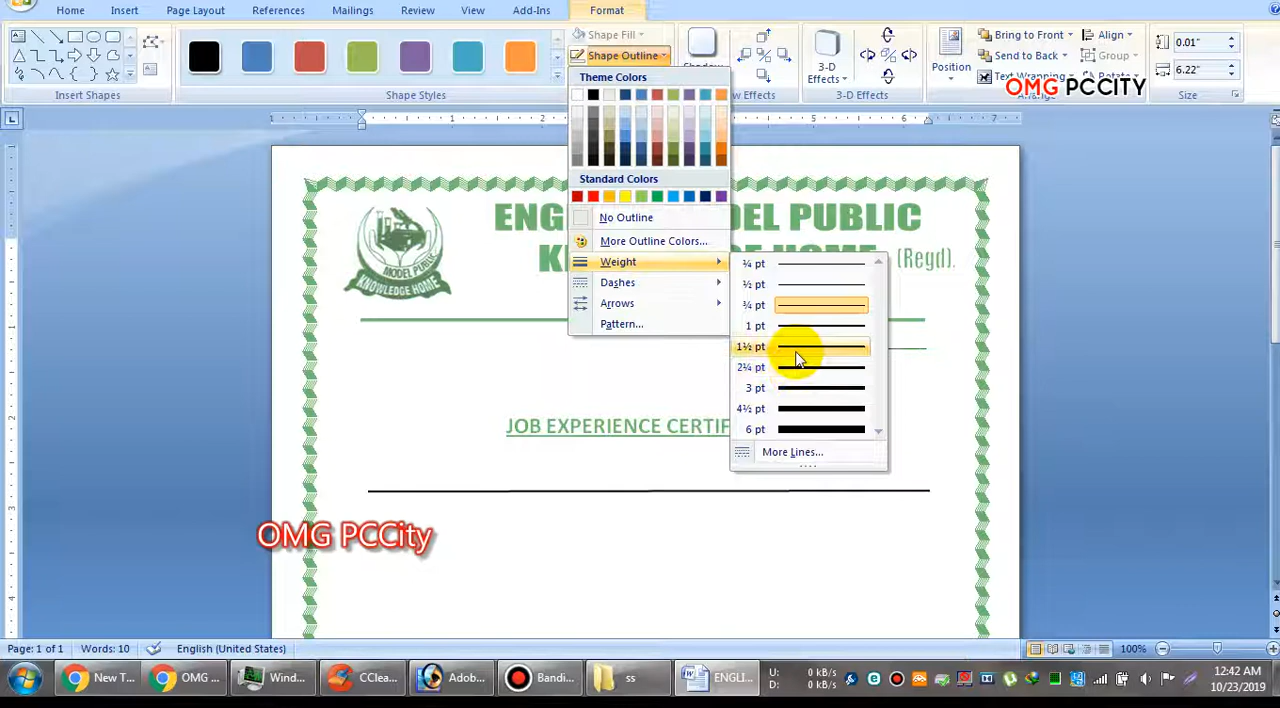 Home Insert Page Layout References Mailings Review View Add-Ins Format
Shape Fill
Shape Outline
3-D
Effects
Position
Bring to Front
Send to Back
Text Wrapping
Align
Group
Rotate
0.01"
6.22"
OMG PCCITY
Insert Shapes
Shape Styles
3-D Effects
Size
Theme Colors
Standard Colors
No Outline
More Outline Colors...
Weight
Dashes
Arrows
Pattern...
¼ pt
½ pt
¾ pt
1 pt
1½ pt
2¼ pt
3 pt
4½ pt
6 pt
More Lines...
1 2 5 6 7
MODEL PUBLIC
KNOWLEDGE HOME
DEL PUBLIC
(Regd).
JOB EXPERIENCE CERTIF
OMG PCCity
Page: 1 of 1 Words: 10 English (United States) 100%
New T... OMG ... Wind... CClea... Adob... Bandi... ss ENGLI...
U: 0 kB/s
D: 0 kB/s
12:42 AM
10/23/2019